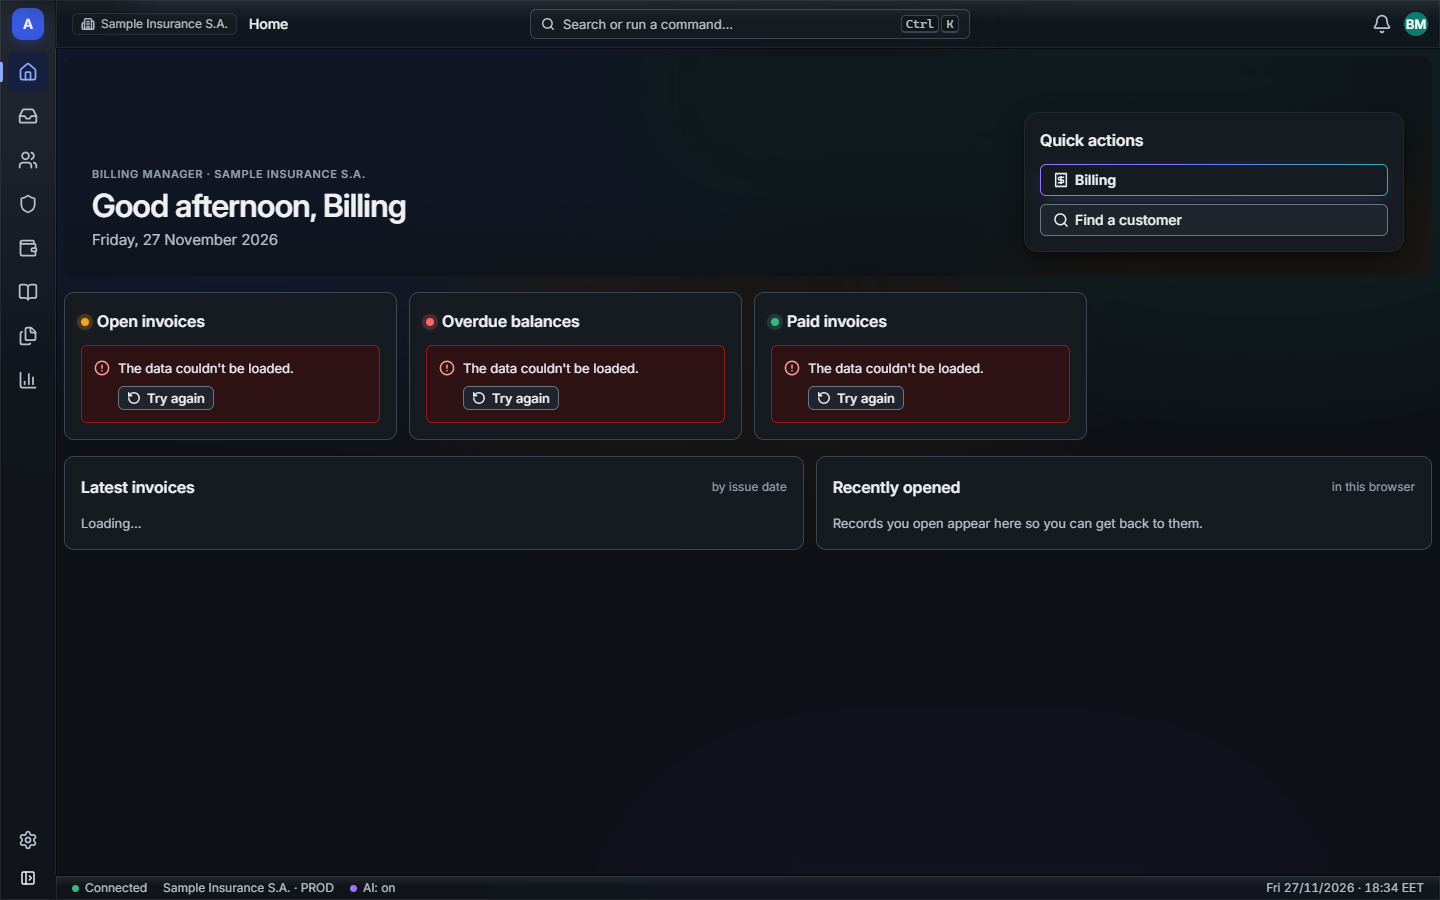 A
Sample Insurance S.A.
Home
Search or run a command...
Ctrl K
BM
BILLING MANAGER · SAMPLE INSURANCE S.A.
Good afternoon, Billing
Friday, 27 November 2026
Quick actions
Billing
Find a customer
Open invoices
The data couldn't be loaded.
Try again
Overdue balances
The data couldn't be loaded.
Try again
Paid invoices
The data couldn't be loaded.
Try again
Latest invoices
by issue date
Loading...
Recently opened
in this browser
Records you open appear here so you can get back to them.
Connected
Sample Insurance S.A. · PROD
AI: on
Fri 27/11/2026 · 18:34 EET